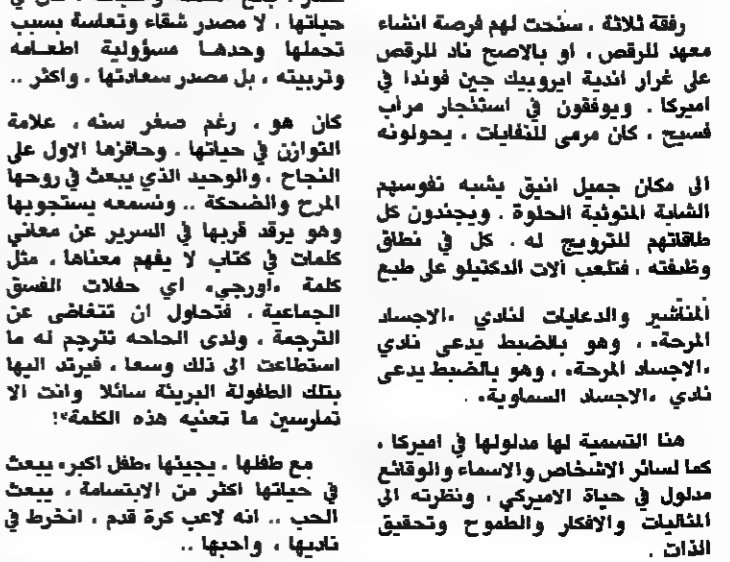 رفقة ثلاثة ، سنحت لهم فرصة انشاء
معهد للرقص ، او بالاصح ناد للرقص
على غرار اندية ايروبيك جين فوندا في
اميركا . ويوفقون في استئجار مرأب
فسيح ، كان مرمى للنفايات ، يحولونه
الى مكان جميل انيق يشبه نفوسهم
الشابة المتوثبة الحلوة . ويجندون كل
طاقاتهم للترويج له . كل في نطاق
وظيفته . فتلعب آلات الدكتيلو على طبع
المناشير والدعايات لنادي «الاجساد
المرحة» ، وهو بالضبط يدعى نادي
«الاجساد المرحة» ، وهو بالضبط يدعى
نادي «الاجساد السماوية» .
هنا التسمية لها مدلولها في اميركا ،
كما لسائر الاشخاص والاسماء والوقائع
مدلول في حياة الاميركي ، ونظرته الى
المثاليات والافكار والطموح وتحقيق
الذات .
حياتها ، لا مصدر شقاء وتعاسة بسبب
تحملها وحدها مسؤولية اطعامه
وتربيته ، بل مصدر سعادتها ، واكثر ..
كان هو ، رغم صغر سنه ، علامة
التوازن في حياتها . وحافزها الاول على
النجاح ، والوحيد الذي يبعث في روحها
المرح والضحكة .. ونسمعه يستجوبها
وهو يرقد قربها في السرير عن معاني
كلمات في كتاب لا يفهم معناها ، مثل
كلمة «اورجي» اي حفلات الفسق
الجماعية . فتحاول ان تتغاضى عن
الترجمة ، ولدى الحاحه تترجم له ما
استطاعت الى ذلك وسعا ، فيرتد اليها
بتلك الطفولة البريئة سائلا وانت الا
تمارسين ما تعنيه هذه الكلمة؟!
مع طفلها ، يجيئها «طفل اكبر» يبعث
في حياتها اكثر من الابتسامة ، يبعث
الحب .. انه لاعب كرة قدم ، انخرط في
ناديها ، واحبها ..